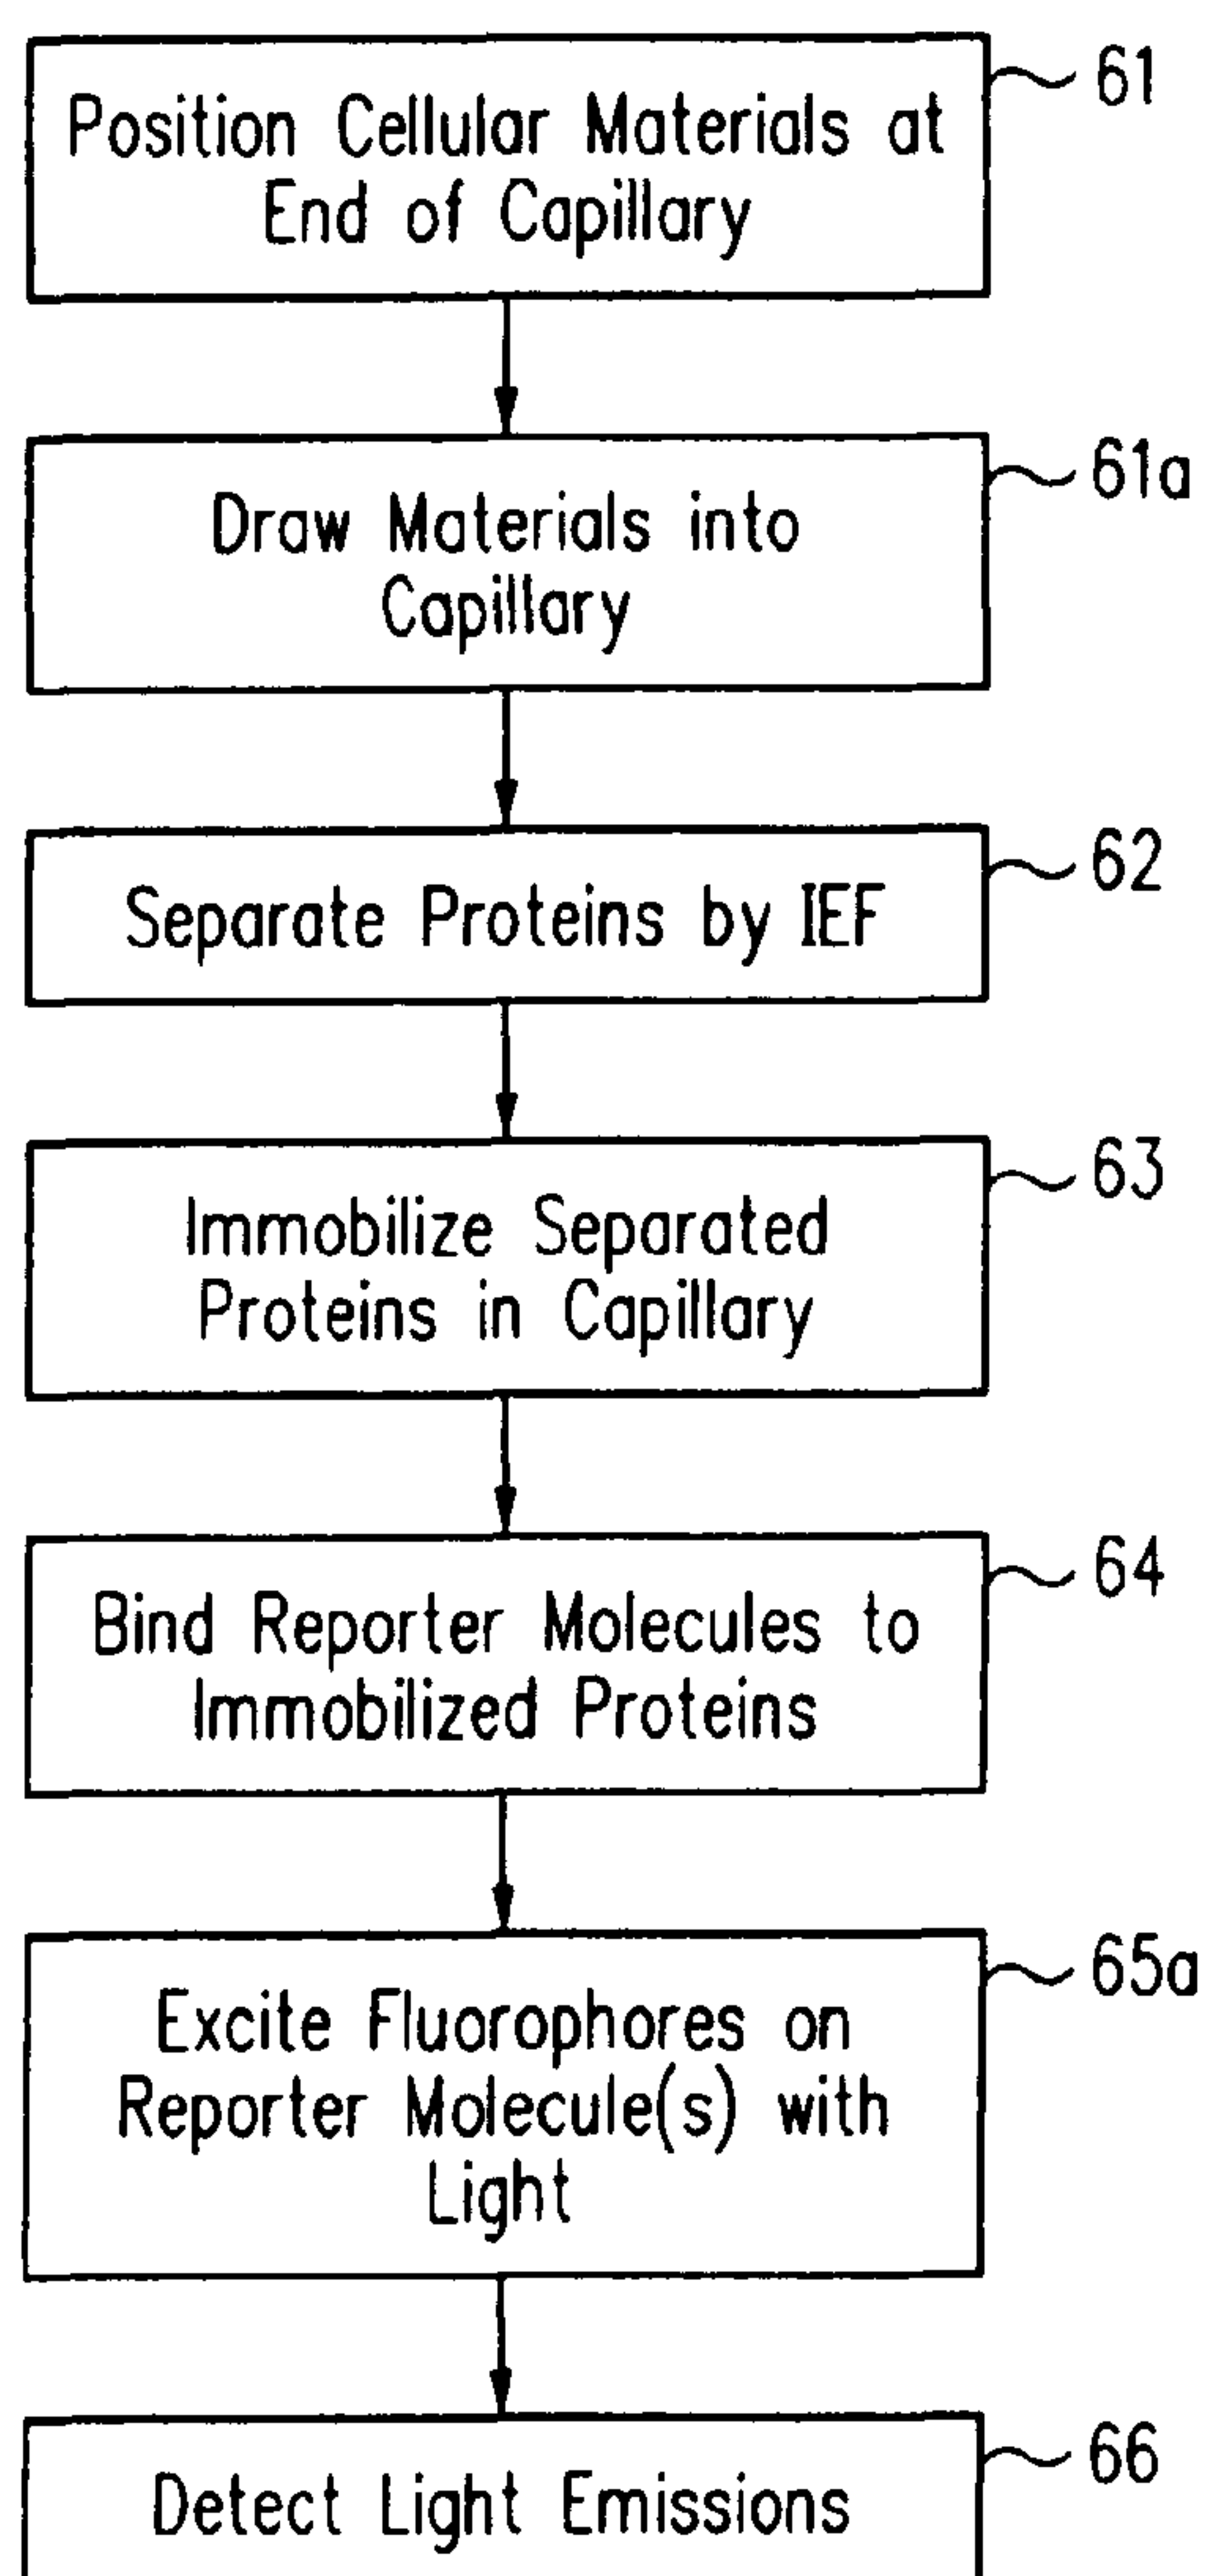 Position Cellular Materials at
End of Capillary
61
Draw Materials into
Capillary
61a
Separate Proteins by IEF
62
Immobilize Separated
Proteins in Capillary
63
Bind Reporter Molecules to
Immobilized Proteins
64
Excite Fluorophores on
Reporter Molecule(s) with
Light
65a
Detect Light Emissions
66